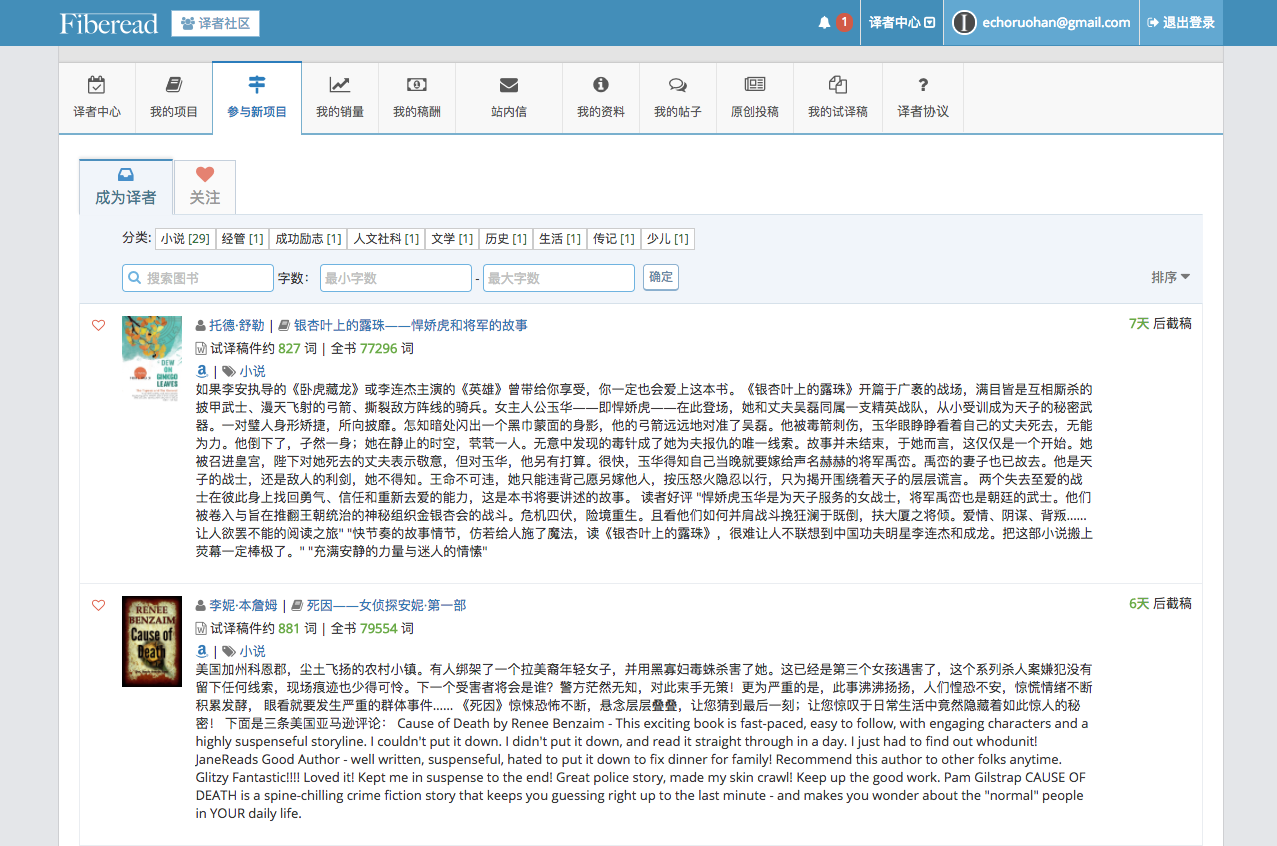 Fiberead 译者社区 1 译者中心 echoruohan@gmail.com 退出登录
译者中心 我的项目 参与新项目 我的销量 我的稿酬 站内信 我的资料 我的帖子 原创投稿 我的试译稿 译者协议
成为译者 关注
分类: 小说 [29] 经管 [1] 成功励志 [1] 人文社科 [1] 文学 [1] 历史 [1] 生活 [1] 传记 [1] 少儿 [1]
搜索图书 字数: 最小字数 - 最大字数 确定 排序
托德·舒勒 | 银杏叶上的露珠——悍娇虎和将军的故事 7天 后截稿
试译稿件约 827 词 | 全书 77296 词
a | 小说
如果李安执导的《卧虎藏龙》或李连杰主演的《英雄》曾带给你享受，你一定也会爱上这本书。《银杏叶上的露珠》开篇于广袤的战场，满目皆是互相厮杀的
披甲武士、漫天飞射的弓箭、撕裂敌方阵线的骑兵。女主人公玉华——即悍娇虎——在此登场，她和丈夫吴磊同属一支精英战队，从小受训成为天子的秘密武
器。一对璧人身形矫捷，所向披靡。怎知暗处闪出一个黑巾蒙面的身影，他的弓箭远远地对准了吴磊。他被毒箭刺伤，玉华眼睁睁看着自己的丈夫死去，无能
为力。他倒下了，孑然一身；她在静止的时空，茕茕一人。无意中发现的毒针成了她为夫报仇的唯一线索。故事并未结束，于她而言，这仅仅是一个开始。她
被召进皇宫，陛下对她死去的丈夫表示敬意，但对玉华，他另有打算。很快，玉华得知自己当晚就要嫁给声名赫赫的将军禹峦。禹峦的妻子也已故去。他是天
子的战士，还是敌人的利剑，她不得知。王命不可违，她只能违背己愿另嫁他人，按压怒火隐忍以行，只为揭开围绕着天子的层层谎言。 两个失去至爱的战
士在彼此身上找回勇气、信任和重新去爱的能力，这是本书将要讲述的故事。 读者好评 "悍娇虎玉华是为天子服务的女战士，将军禹峦也是朝廷的武士。他们
被卷入与旨在推翻王朝统治的神秘组织金银杏会的战斗。危机四伏，险境重生。且看他们如何并肩战斗挽狂澜于既倒，扶大厦之将倾。爱情、阴谋、背叛……
让人欲罢不能的阅读之旅" "快节奏的故事情节，仿若给人施了魔法，读《银杏叶上的露珠》，很难让人不联想到中国功夫明星李连杰和成龙。把这部小说搬上
荧幕一定棒极了。" "充满安静的力量与迷人的情愫"
DEW
ON
GINKGO
LEAVES
李妮·本詹姆 | 死因——女侦探安妮·第一部 6天 后截稿
试译稿件约 881 词 | 全书 79554 词
a | 小说
美国加州科恩郡，尘土飞扬的农村小镇。有人绑架了一个拉美裔年轻女子，并用黑寡妇毒蛛杀害了她。这已经是第三个女孩遇害了，这个系列杀人案嫌犯没有
留下任何线索，现场痕迹也少得可怜。下一个受害者将会是谁？警方茫然无知，对此束手无策！更为严重的是，此事沸沸扬扬，人们惶恐不安，惊慌情绪不断
积累发酵， 眼看就要发生严重的群体事件…… 《死因》惊悚恐怖不断，悬念层层叠叠，让您猜到最后一刻；让您惊叹于日常生活中竟然隐藏着如此惊人的秘
密！ 下面是三条美国亚马逊评论： Cause of Death by Renee Benzaim - This exciting book is fast-paced, easy to follow, with engaging characters and a
highly suspenseful storyline. I couldn't put it down. I didn't put it down, and read it straight through in a day. I just had to find out whodunit!
JaneReads Good Author - well written, suspenseful, hated to put it down to fix dinner for family! Recommend this author to other folks anytime.
Glitzy Fantastic!!!! Loved it! Kept me in suspense to the end! Great police story, made my skin crawl! Keep up the good work. Pam Gilstrap CAUSE OF
DEATH is a spine-chilling crime fiction story that keeps you guessing right up to the last minute - and makes you wonder about the "normal" people
in YOUR daily life.
RENEE
BENZAIM
Cause of
Death